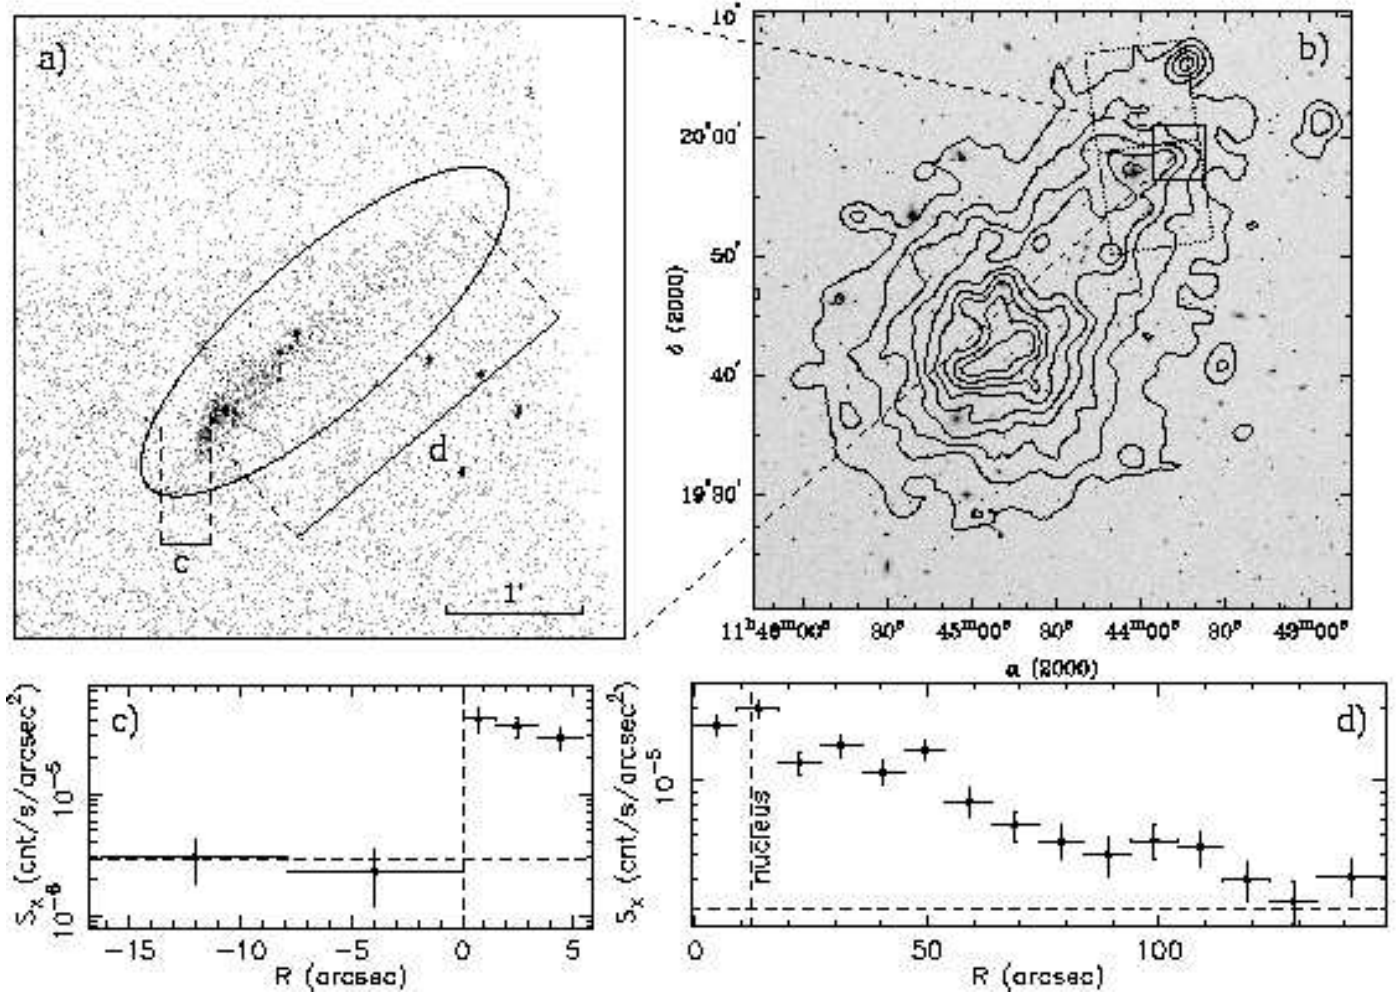 a)
c
d
1'
b)
δ (2000)
10'
20°00'
50'
40'
19°30'
11ʰ46ᵐ00ˢ 30ˢ 45ᵐ00ˢ 30ˢ 44ᵐ00ˢ 30ˢ 43ᵐ00ˢ
α (2000)
c)
Sₓ (cnt/s/arcsec²)
10⁻⁵
10⁻⁶
−15 −10 −5 0 5
R (arcsec)
d)
Sₓ (cnt/s/arcsec²)
10⁻⁵
nucleus
0 50 100
R (arcsec)